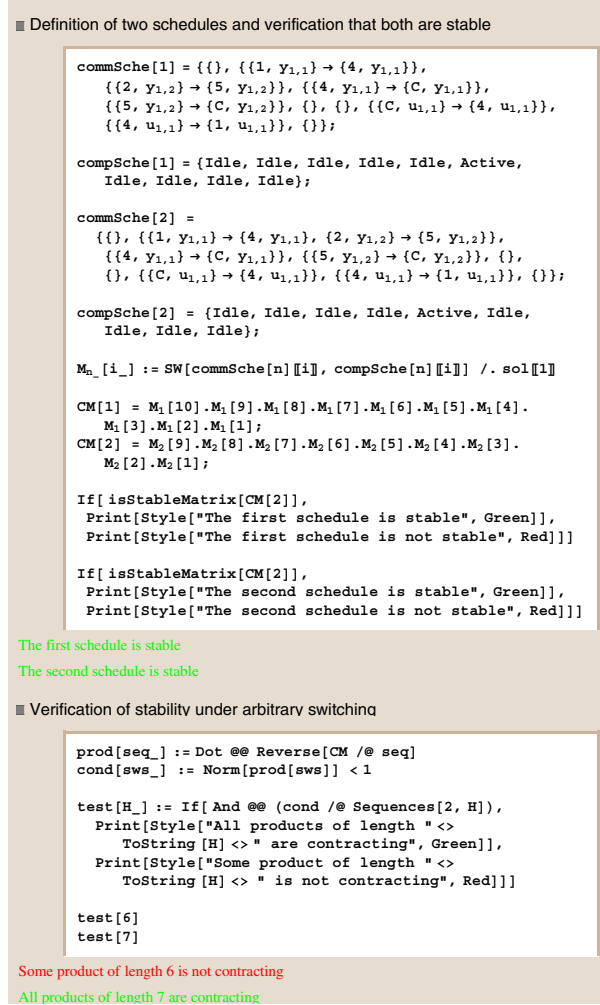 Definition of two schedules and verification that both are stable
commSche[1] = {{}, {{1, y1,1} → {4, y1,1}},
{{2, y1,2} → {5, y1,2}}, {{4, y1,1} → {C, y1,1}},
{{5, y1,2} → {C, y1,2}}, {}, {}, {{C, u1,1} → {4, u1,1}},
{{4, u1,1} → {1, u1,1}}, {}};
compSche[1] = {Idle, Idle, Idle, Idle, Idle, Active,
Idle, Idle, Idle, Idle};
commSche[2] =
{{}, {{1, y1,1} → {4, y1,1}, {2, y1,2} → {5, y1,2}},
{{4, y1,1} → {C, y1,1}}, {{5, y1,2} → {C, y1,2}}, {},
{}, {{C, u1,1} → {4, u1,1}}, {{4, u1,1} → {1, u1,1}}, {}};
compSche[2] = {Idle, Idle, Idle, Idle, Active, Idle,
Idle, Idle, Idle};
Mn_[i_] := SW[commSche[n]〚i〛, compSche[n]〚i〛] /. sol〚1〛
CM[1] = M1[10].M1[9].M1[8].M1[7].M1[6].M1[5].M1[4].
M1[3].M1[2].M1[1];
CM[2] = M2[9].M2[8].M2[7].M2[6].M2[5].M2[4].M2[3].
M2[2].M2[1];
If[ isStableMatrix[CM[2]],
Print[Style["The first schedule is stable", Green]],
Print[Style["The first schedule is not stable", Red]]]
If[ isStableMatrix[CM[2]],
Print[Style["The second schedule is stable", Green]],
Print[Style["The second schedule is not stable", Red]]]
The first schedule is stable
The second schedule is stable
Verification of stability under arbitrary switching
prod[seq_] := Dot @@ Reverse[CM /@ seq]
cond[sws_] := Norm[prod[sws]] < 1
test[H_] := If[ And @@ (cond /@ Sequences[2, H]),
Print[Style["All products of length " <>
ToString [H] <> " are contracting", Green]],
Print[Style["Some product of length " <>
ToString [H] <> " is not contracting", Red]]]
test[6]
test[7]
Some product of length 6 is not contracting
All products of length 7 are contracting